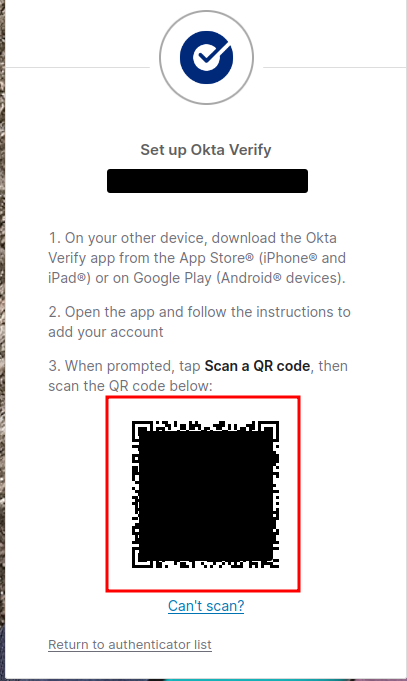 Set up Okta Verify
1. On your other device, download the Okta
Verify app from the App Store® (iPhone® and
iPad®) or on Google Play (Android® devices).
2. Open the app and follow the instructions to
add your account
3. When prompted, tap Scan a QR code, then
scan the QR code below:
Can't scan?
Return to authenticator list